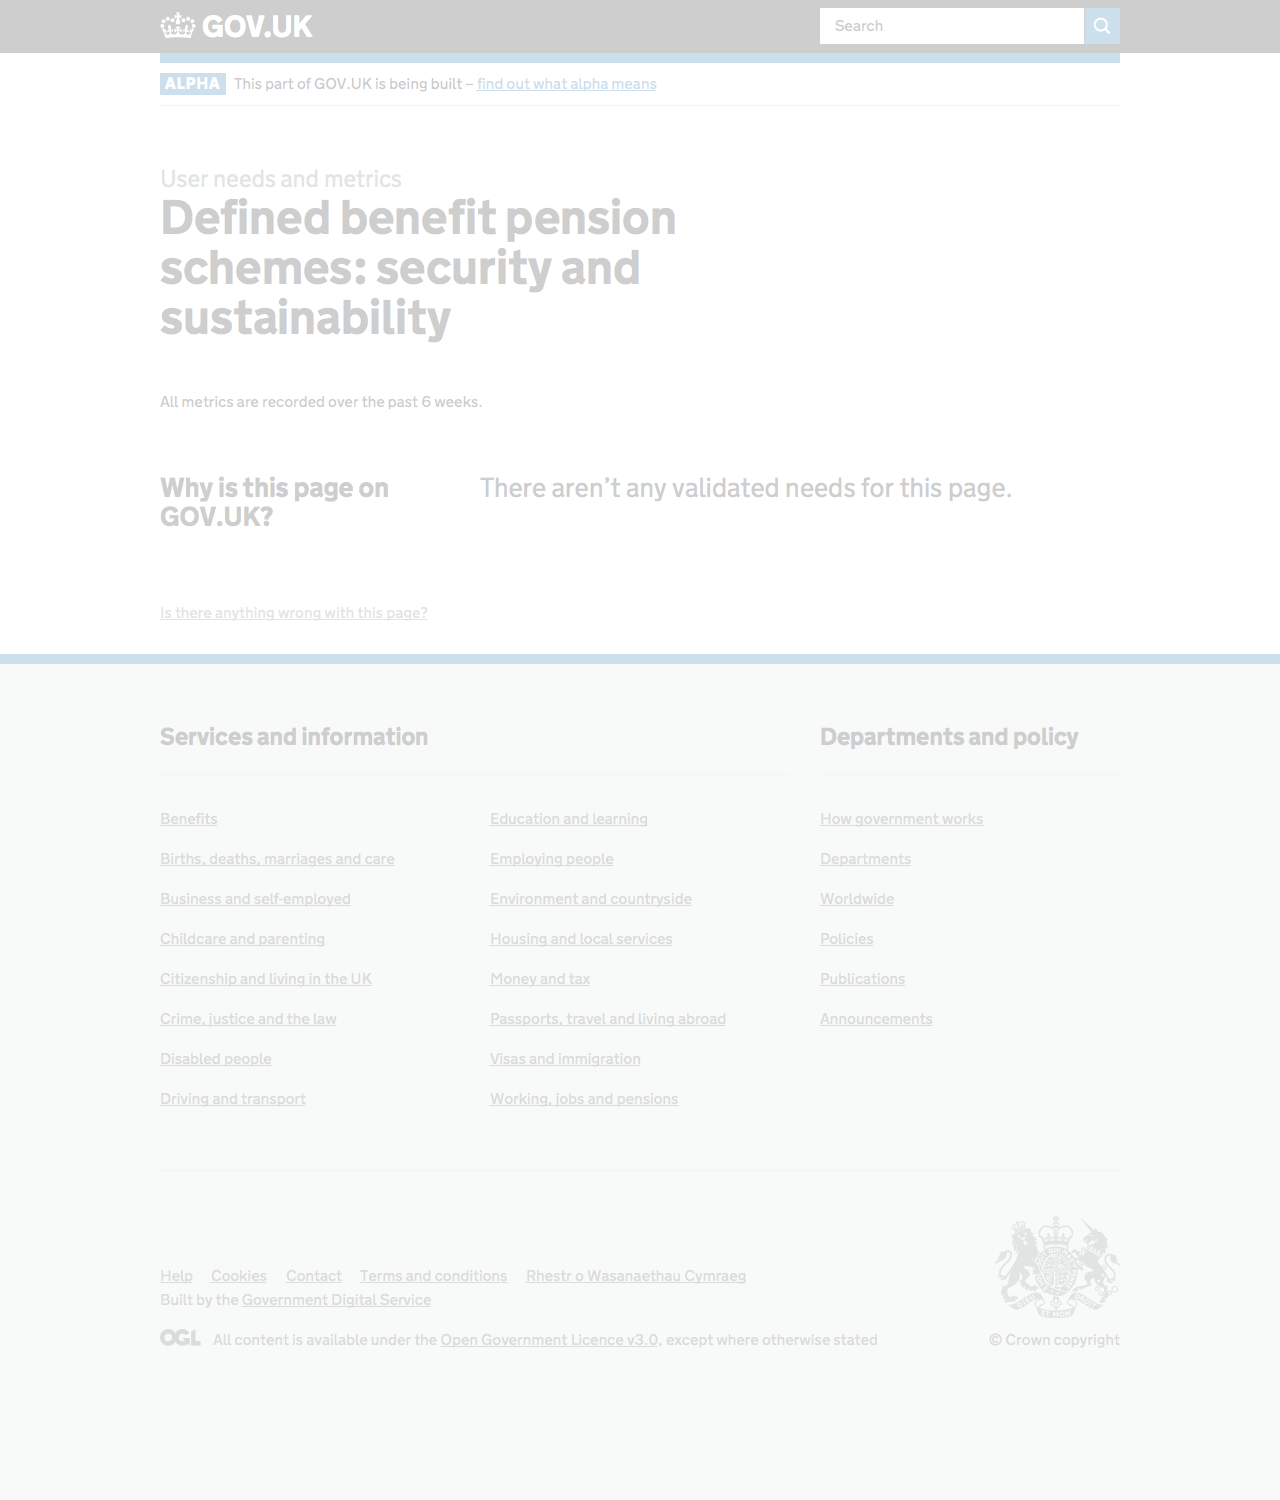 GOV.UK
Search
ALPHA This part of GOV.UK is being built – find out what alpha means
User needs and metrics
Defined benefit pension
schemes: security and
sustainability
All metrics are recorded over the past 6 weeks.
Why is this page on
GOV.UK?
There aren’t any validated needs for this page.
Is there anything wrong with this page?
Services and information
Benefits
Births, deaths, marriages and care
Business and self-employed
Childcare and parenting
Citizenship and living in the UK
Crime, justice and the law
Disabled people
Driving and transport
Education and learning
Employing people
Environment and countryside
Housing and local services
Money and tax
Passports, travel and living abroad
Visas and immigration
Working, jobs and pensions
Departments and policy
How government works
Departments
Worldwide
Policies
Publications
Announcements
Help Cookies Contact Terms and conditions Rhestr o Wasanaethau Cymraeg
Built by the Government Digital Service
OGL All content is available under the Open Government Licence v3.0, except where otherwise stated
© Crown copyright